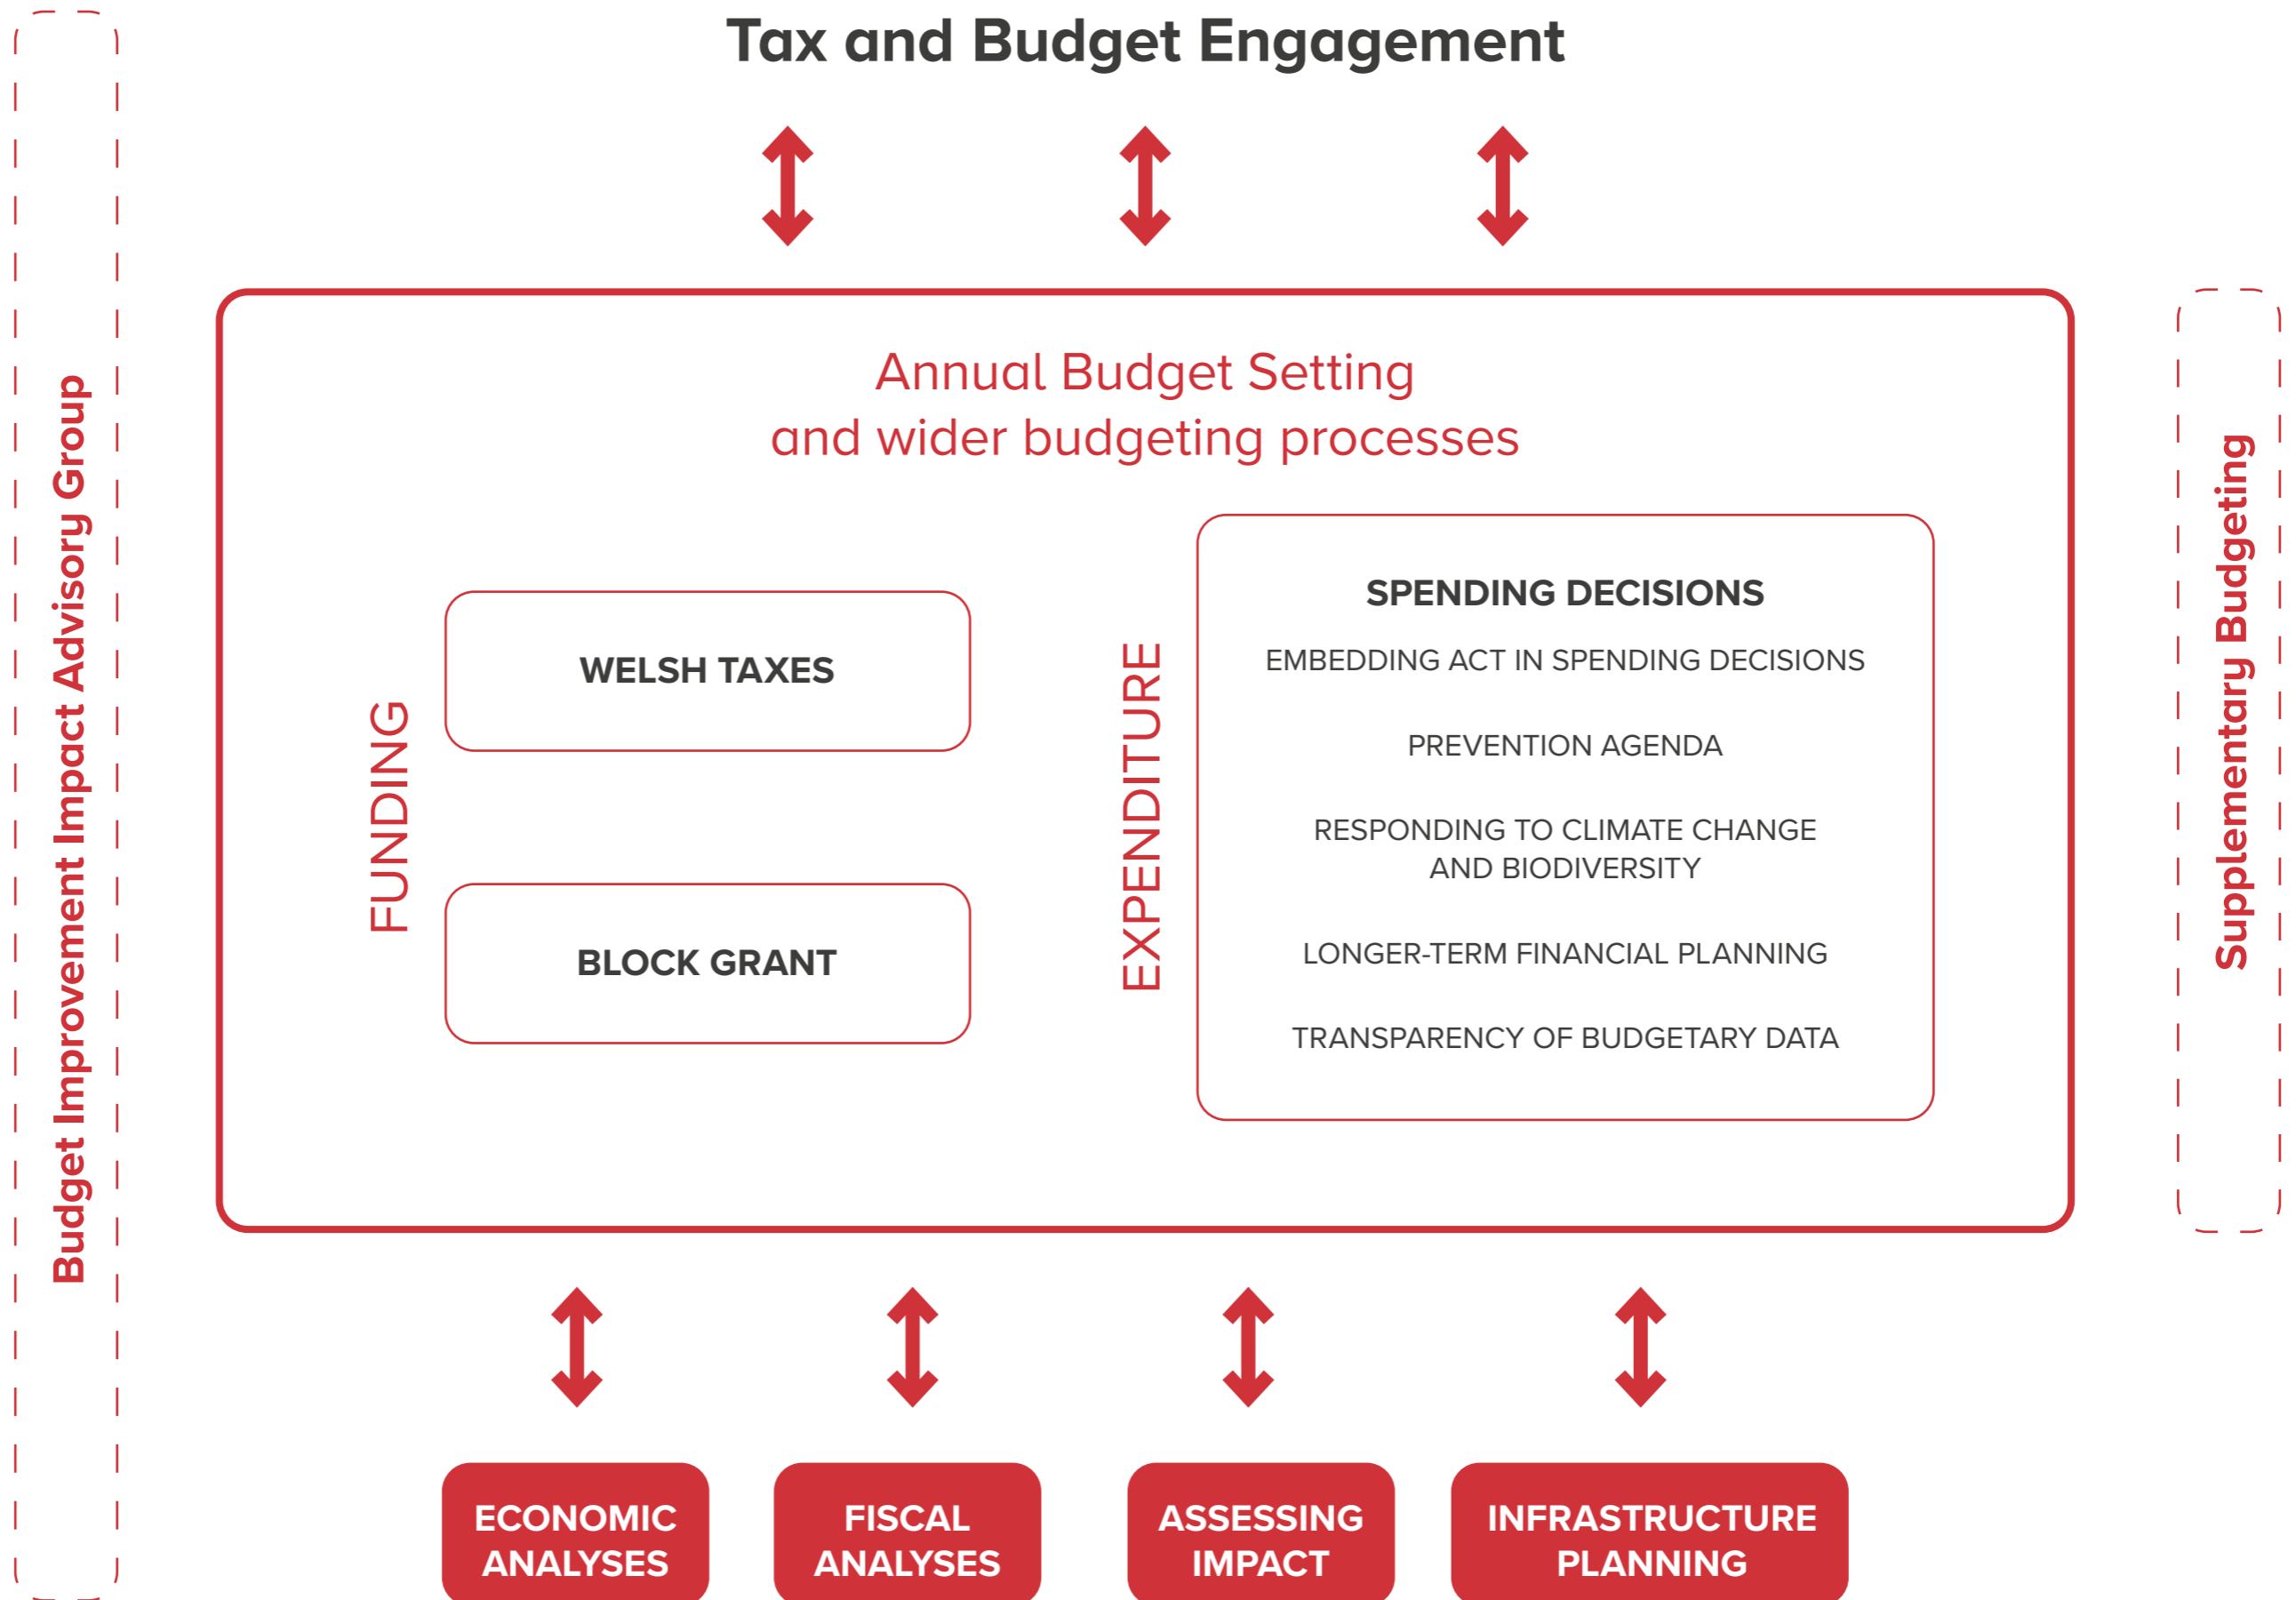 Tax and Budget Engagement
Budget Improvement Impact Advisory Group
Annual Budget Setting
and wider budgeting processes
FUNDING
WELSH TAXES
BLOCK GRANT
EXPENDITURE
SPENDING DECISIONS
EMBEDDING ACT IN SPENDING DECISIONS
PREVENTION AGENDA
RESPONDING TO CLIMATE CHANGE
AND BIODIVERSITY
LONGER-TERM FINANCIAL PLANNING
TRANSPARENCY OF BUDGETARY DATA
Supplementary Budgeting
ECONOMIC
ANALYSES
FISCAL
ANALYSES
ASSESSING
IMPACT
INFRASTRUCTURE
PLANNING